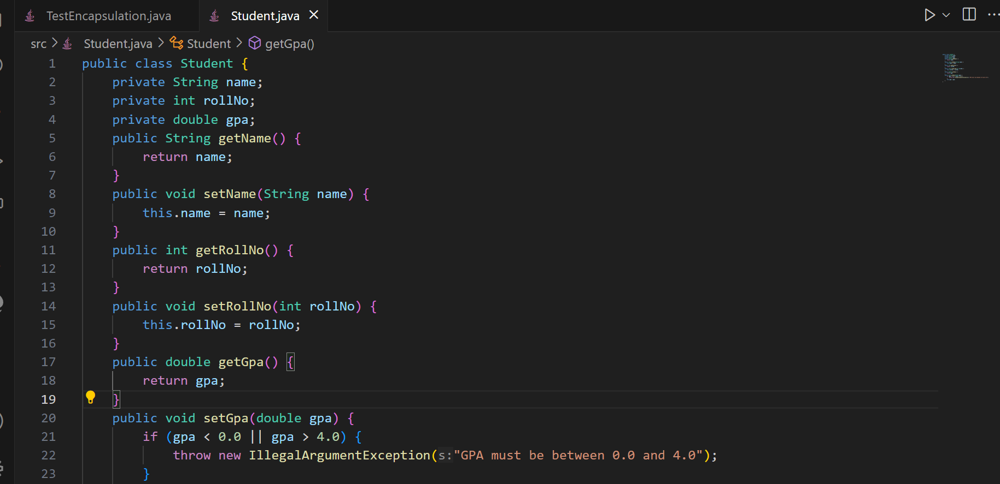 TestEncapsulation.java
Student.java
src > Student.java > Student > getGpa()
1 public class Student {
2 private String name;
3 private int rollNo;
4 private double gpa;
5 public String getName() {
6 return name;
7 }
8 public void setName(String name) {
9 this.name = name;
10 }
11 public int getRollNo() {
12 return rollNo;
13 }
14 public void setRollNo(int rollNo) {
15 this.rollNo = rollNo;
16 }
17 public double getGpa() {
18 return gpa;
19 }
20 public void setGpa(double gpa) {
21 if (gpa < 0.0 || gpa > 4.0) {
22 throw new IllegalArgumentException(s:"GPA must be between 0.0 and 4.0");
23 }